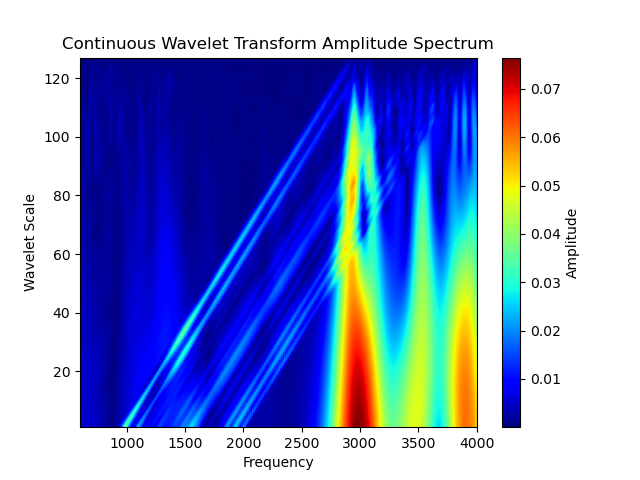 Continuous Wavelet Transform Amplitude Spectrum
120
100
80
60
40
20
Wavelet Scale
1000 1500 2000 2500 3000 3500 4000
Frequency
0.07
0.06
0.05
0.04
0.03
0.02
0.01
Amplitude